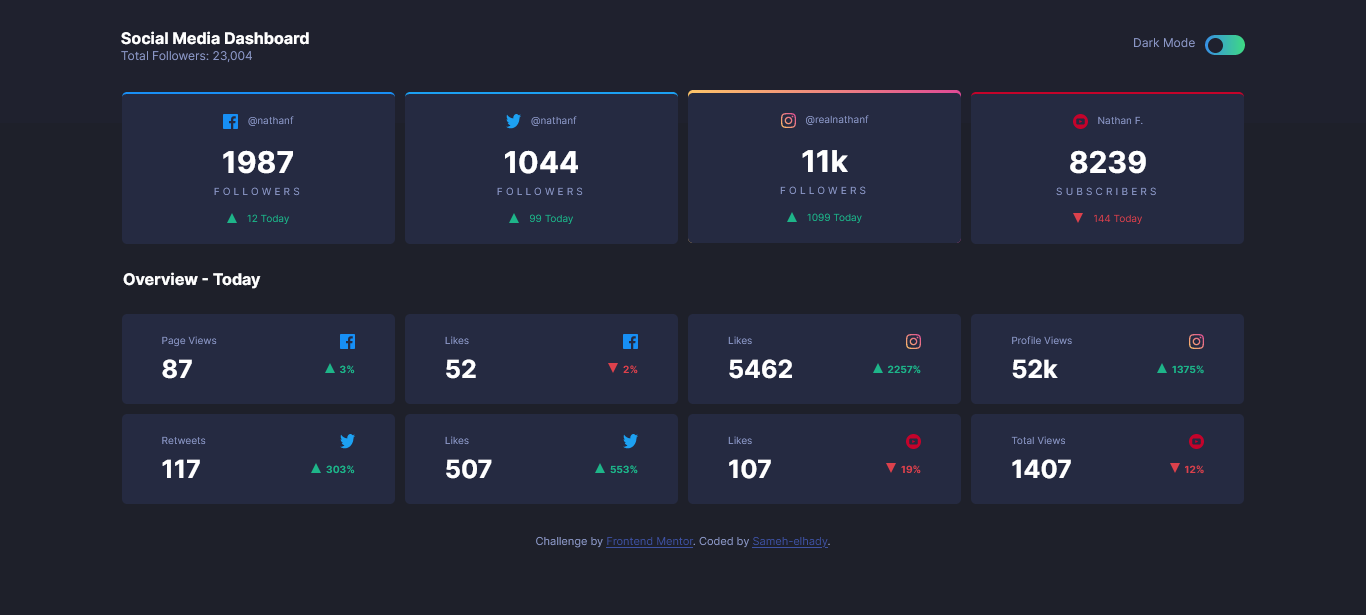 Social Media Dashboard
Total Followers: 23,004
Dark Mode
@nathanf
1987
FOLLOWERS
12 Today
@nathanf
1044
FOLLOWERS
99 Today
@realnathanf
11k
FOLLOWERS
1099 Today
Nathan F.
8239
SUBSCRIBERS
144 Today
Overview - Today
Page Views
87
3%
Likes
52
2%
Likes
5462
2257%
Profile Views
52k
1375%
Retweets
117
303%
Likes
507
553%
Likes
107
19%
Total Views
1407
12%
Challenge by Frontend Mentor. Coded by Sameh-elhady.